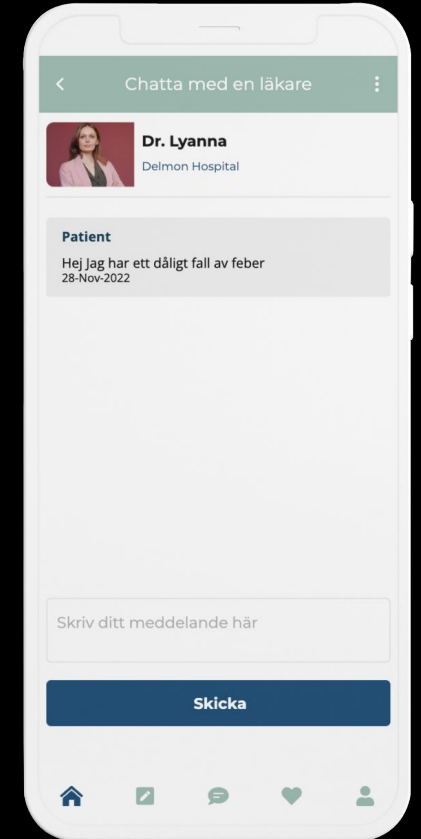 Chatta med en läkare
Dr. Lyanna
Delmon Hospital
Patient
Hej Jag har ett dåligt fall av feber
28-Nov-2022
Skriv ditt meddelande här
Skicka